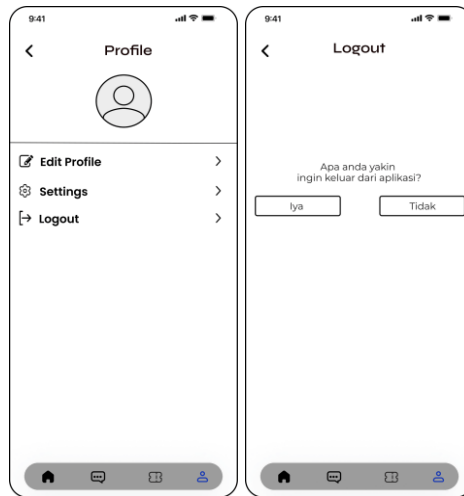 9:41
Profile
Edit Profile
Settings
Logout
9:41
Logout
Apa anda yakin
ingin keluar dari aplikasi?
Iya
Tidak